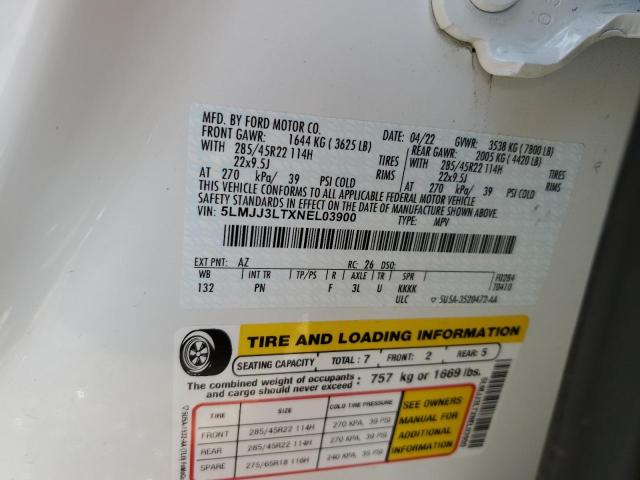 MFD. BY FORD MOTOR CO.
04/22 GVWR: 3538 KG (7800 LB)
FRONT GAWR: 1644 KG (3625 LB)
REAR GAWR: 2005 KG (4420 LB)
WITH 285/45R22 114H TIRES
WITH 285/45R22 114H TIRES
22x9.5J
22x9.5J
AT 270 kPa/ 39 PSI COLD
AT 270 kPa/ 39 PSI COLD
THIS VEHICLE CONFORMS TO ALL APPLICABLE FEDERAL MOTOR VEHICLE
SAFETY STANDARDS IN EFFECT ON THE DATE OF MANUFACTURE SHOWN ABOVE.
VIN: 5LMJJ3LTXNEL03900
TYPE: MPV
EXT PNT: AZ RC: 26 DSO:
WB INT TR TP/PS R AXLE TR SPR F0284
132 PN F 3L U KKKK T0410
ULC 5U5A-3520472-AA
TIRE AND LOADING INFORMATION
SEATING CAPACITY TOTAL: 7 FRONT: 2 REAR: 5
The combined weight of occupants and cargo should never exceed: 757 kg or 1669 lbs.
TIRE SIZE COLD TIRE PRESSURE
FRONT 285/45R22 114H 270 KPA, 39 PSI
REAR 285/45R22 114H 270 KPA, 39 PSI
SPARE 275/65R18 116H 240 KPA, 35 PSI
SEE OWNERS
MANUAL FOR
ADDITIONAL
INFORMATION